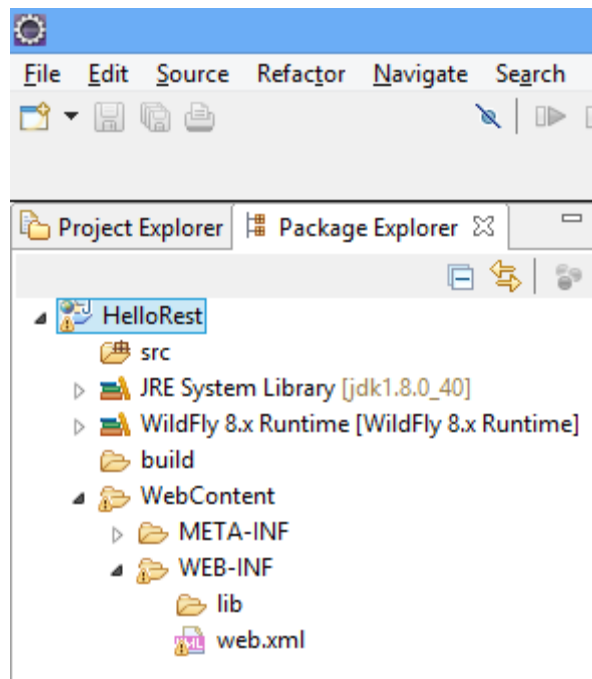 File Edit Source Refactor Navigate Search
Project Explorer Package Explorer
HelloRest
src
JRE System Library [jdk1.8.0_40]
WildFly 8.x Runtime [WildFly 8.x Runtime]
build
WebContent
META-INF
WEB-INF
lib
web.xml